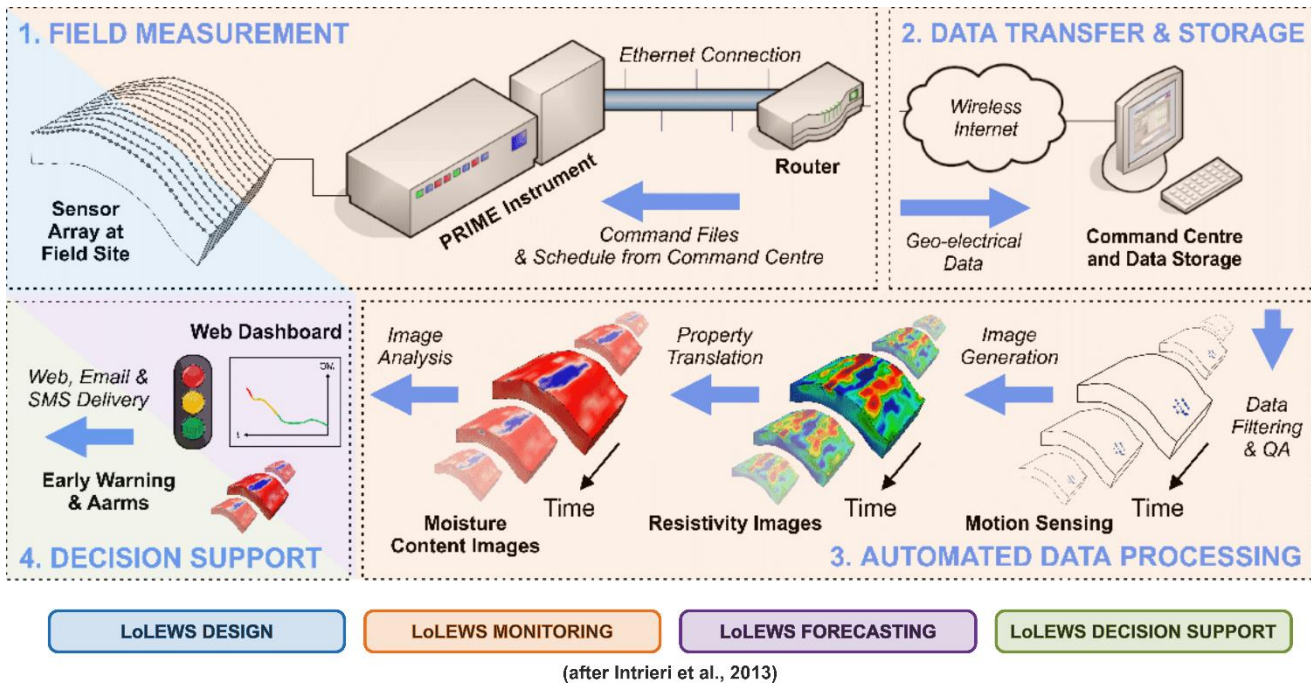 1. FIELD MEASUREMENT
Sensor
Array at
Field Site
PRIME Instrument
Ethernet Connection
Router
Command Files
& Schedule from Command Centre
2. DATA TRANSFER & STORAGE
Wireless
Internet
Geo-electrical
Data
Command Centre
and Data Storage
Data
Filtering
& QA
Image
Generation
Time
Motion Sensing
Property
Translation
Time
Resistivity Images
Image
Analysis
Time
Moisture
Content Images
3. AUTOMATED DATA PROCESSING
Web Dashboard
Web, Email &
SMS Delivery
Early Warning
& Aarms
4. DECISION SUPPORT
LoLEWS DESIGN
LoLEWS MONITORING
LoLEWS FORECASTING
LoLEWS DECISION SUPPORT
(after Intrieri et al., 2013)